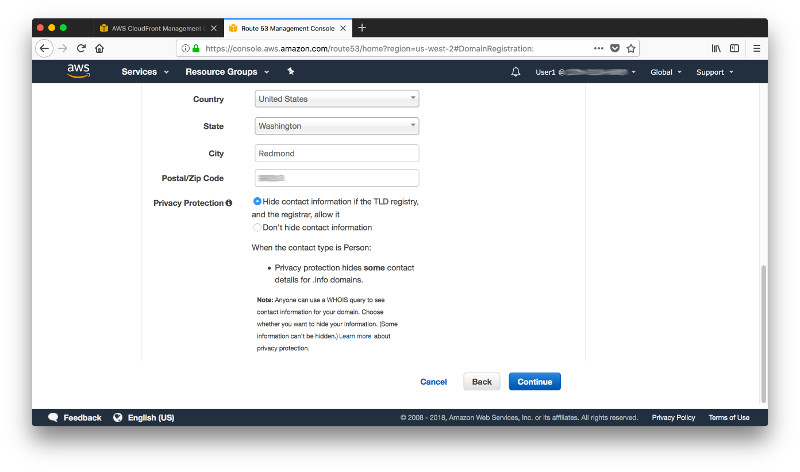 AWS CloudFront Management
Route 53 Management Console
https://console.aws.amazon.com/route53/home?region=us-west-2#DomainRegistration:
aws
Services
Resource Groups
User1 @
Global
Support
Country
United States
State
Washington
City
Redmond
Postal/Zip Code
Privacy Protection
Hide contact information if the TLD registry,
and the registrar, allow it
Don't hide contact information
When the contact type is Person:
• Privacy protection hides some contact
details for .info domains.
Note: Anyone can use a WHOIS query to see
contact information for your domain. Choose
whether you want to hide your information. (Some
information can't be hidden.) Learn more about
privacy protection.
Cancel
Back
Continue
Feedback
English (US)
© 2008 - 2018, Amazon Web Services, Inc. or its affiliates. All rights reserved.
Privacy Policy
Terms of Use